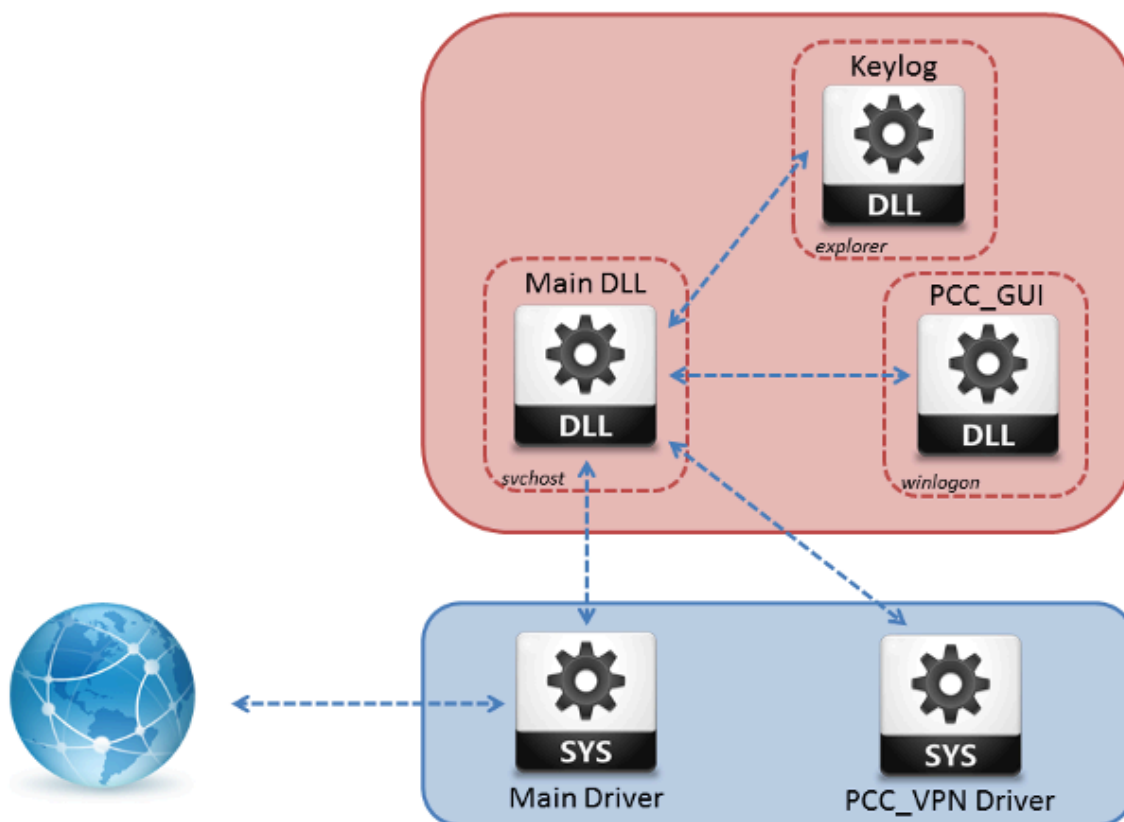 Keylog
DLL
explorer
Main DLL
DLL
svchost
PCC_GUI
DLL
winlogon
SYS
Main Driver
SYS
PCC_VPN Driver